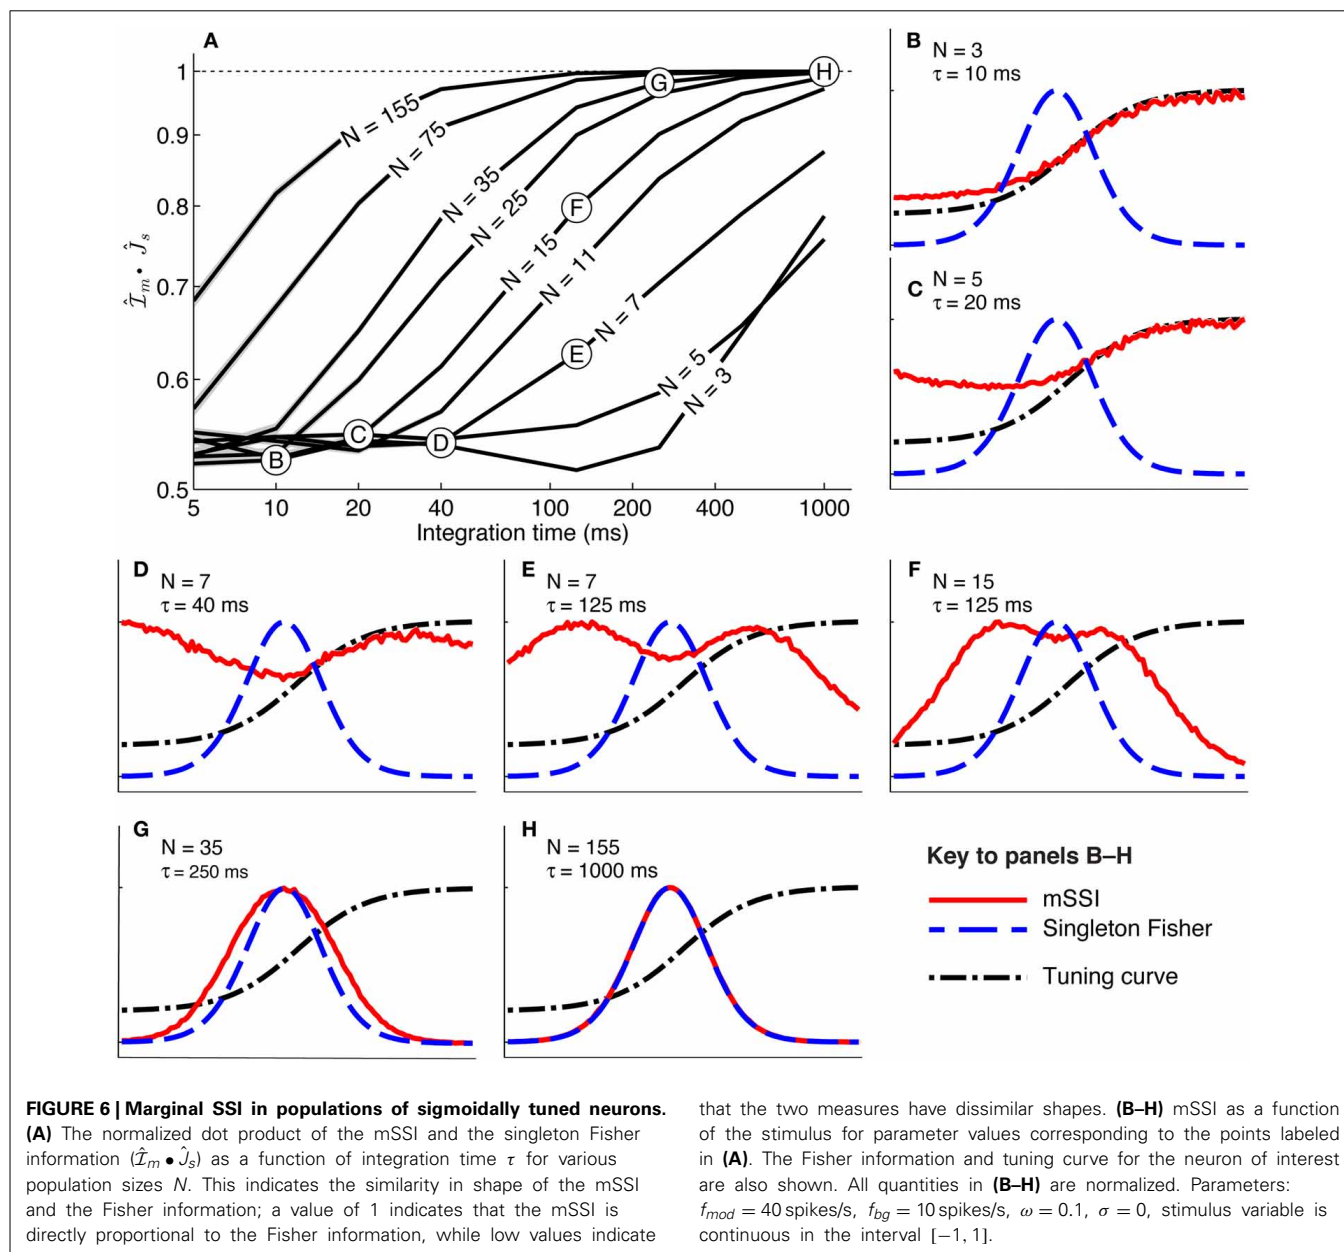 A
1
0.9
0.8
0.7
0.6
0.5
Î_m • Ĵ_s
N = 155
N = 75
N = 35
N = 25
N = 15
N = 11
N = 7
N = 5
N = 3
B
C
D
E
F
G
H
5 10 20 40 100 200 400 1000
Integration time (ms)
B
N = 3
τ = 10 ms
C
N = 5
τ = 20 ms
D
N = 7
τ = 40 ms
E
N = 7
τ = 125 ms
F
N = 15
τ = 125 ms
G
N = 35
τ = 250 ms
H
N = 155
τ = 1000 ms
Key to panels B–H
mSSI
Singleton Fisher
Tuning curve
FIGURE 6 | Marginal SSI in populations of sigmoidally tuned neurons.
(A) The normalized dot product of the mSSI and the singleton Fisher
information (Î_m • Ĵ_s) as a function of integration time τ for various
population sizes N. This indicates the similarity in shape of the mSSI
and the Fisher information; a value of 1 indicates that the mSSI is
directly proportional to the Fisher information, while low values indicate
that the two measures have dissimilar shapes. (B–H) mSSI as a function
of the stimulus for parameter values corresponding to the points labeled
in (A). The Fisher information and tuning curve for the neuron of interest
are also shown. All quantities in (B–H) are normalized. Parameters:
f_mod = 40 spikes/s, f_bg = 10 spikes/s, ω = 0.1, σ = 0, stimulus variable is
continuous in the interval [−1, 1].